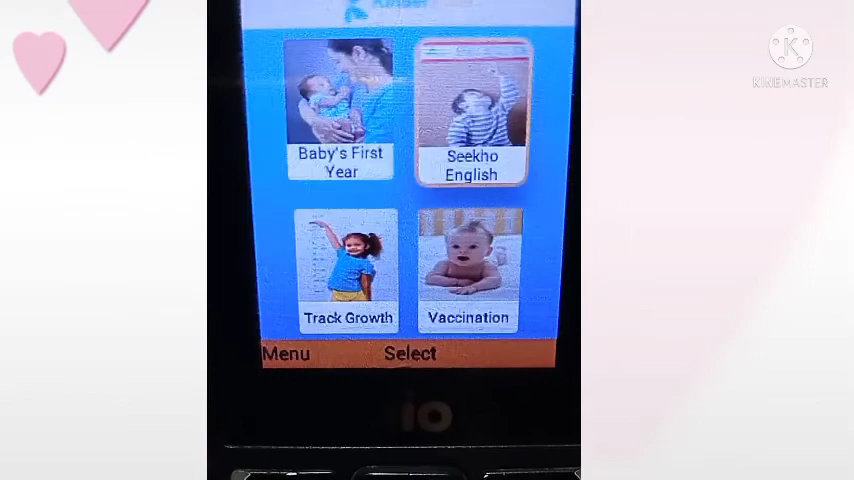 KINEMASTER
Baby's First
Year
Seekho
English
Track Growth
Vaccination
Menu
Select